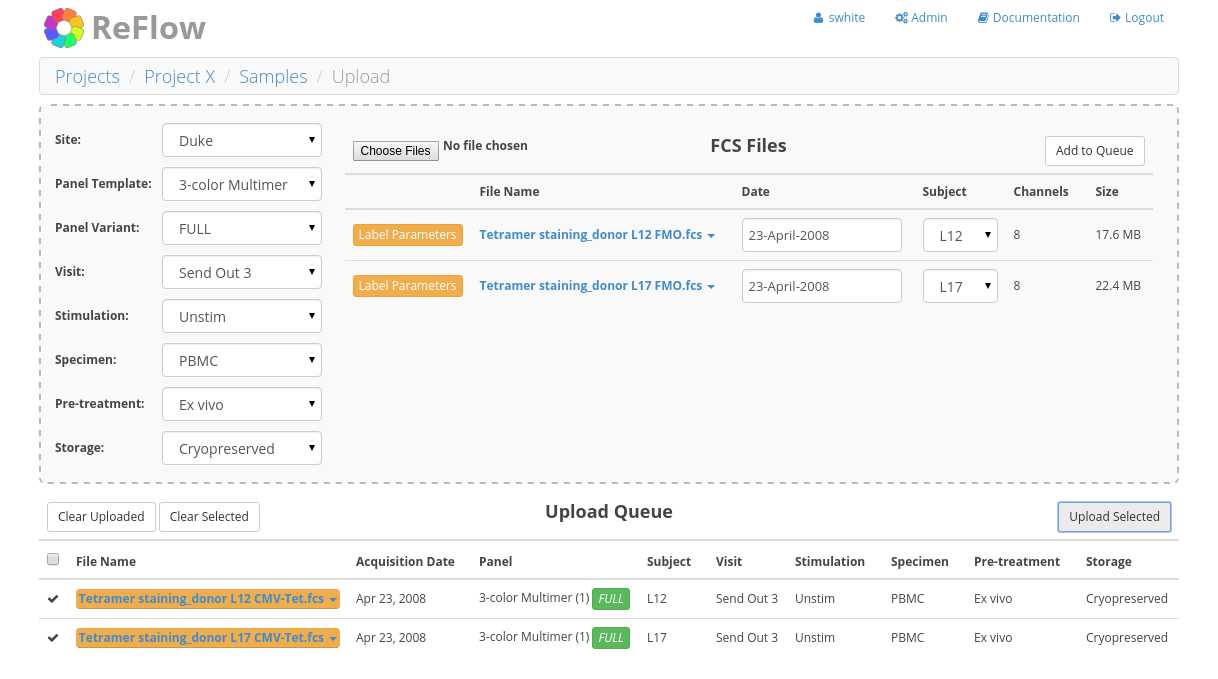 ReFlow
swhite Admin Documentation Logout
Projects / Project X / Samples / Upload
Site: Duke
Panel Template: 3-color Multimer
Panel Variant: FULL
Visit: Send Out 3
Stimulation: Unstim
Specimen: PBMC
Pre-treatment: Ex vivo
Storage: Cryopreserved
Choose Files No file chosen FCS Files Add to Queue
File Name Date Subject Channels Size
Label Parameters Tetramer staining_donor L12 FMO.fcs 23-April-2008 L12 8 17.6 MB
Label Parameters Tetramer staining_donor L17 FMO.fcs 23-April-2008 L17 8 22.4 MB
Clear Uploaded Clear Selected Upload Queue Upload Selected
File Name Acquisition Date Panel Subject Visit Stimulation Specimen Pre-treatment Storage
Tetramer staining_donor L12 CMV-Tet.fcs Apr 23, 2008 3-color Multimer (1) FULL L12 Send Out 3 Unstim PBMC Ex vivo Cryopreserved
Tetramer staining_donor L17 CMV-Tet.fcs Apr 23, 2008 3-color Multimer (1) FULL L17 Send Out 3 Unstim PBMC Ex vivo Cryopreserved